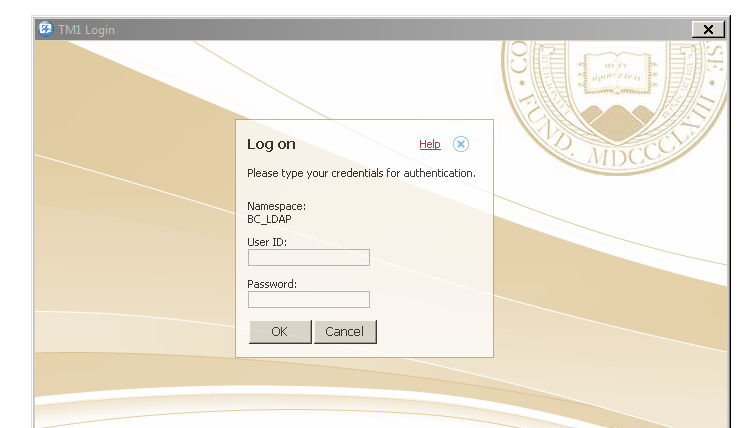 TM1 Login
Log on
Help
Please type your credentials for authentication.
Namespace:
BC_LDAP
User ID:
Password:
OK
Cancel
FUND. MDCCCLXIII